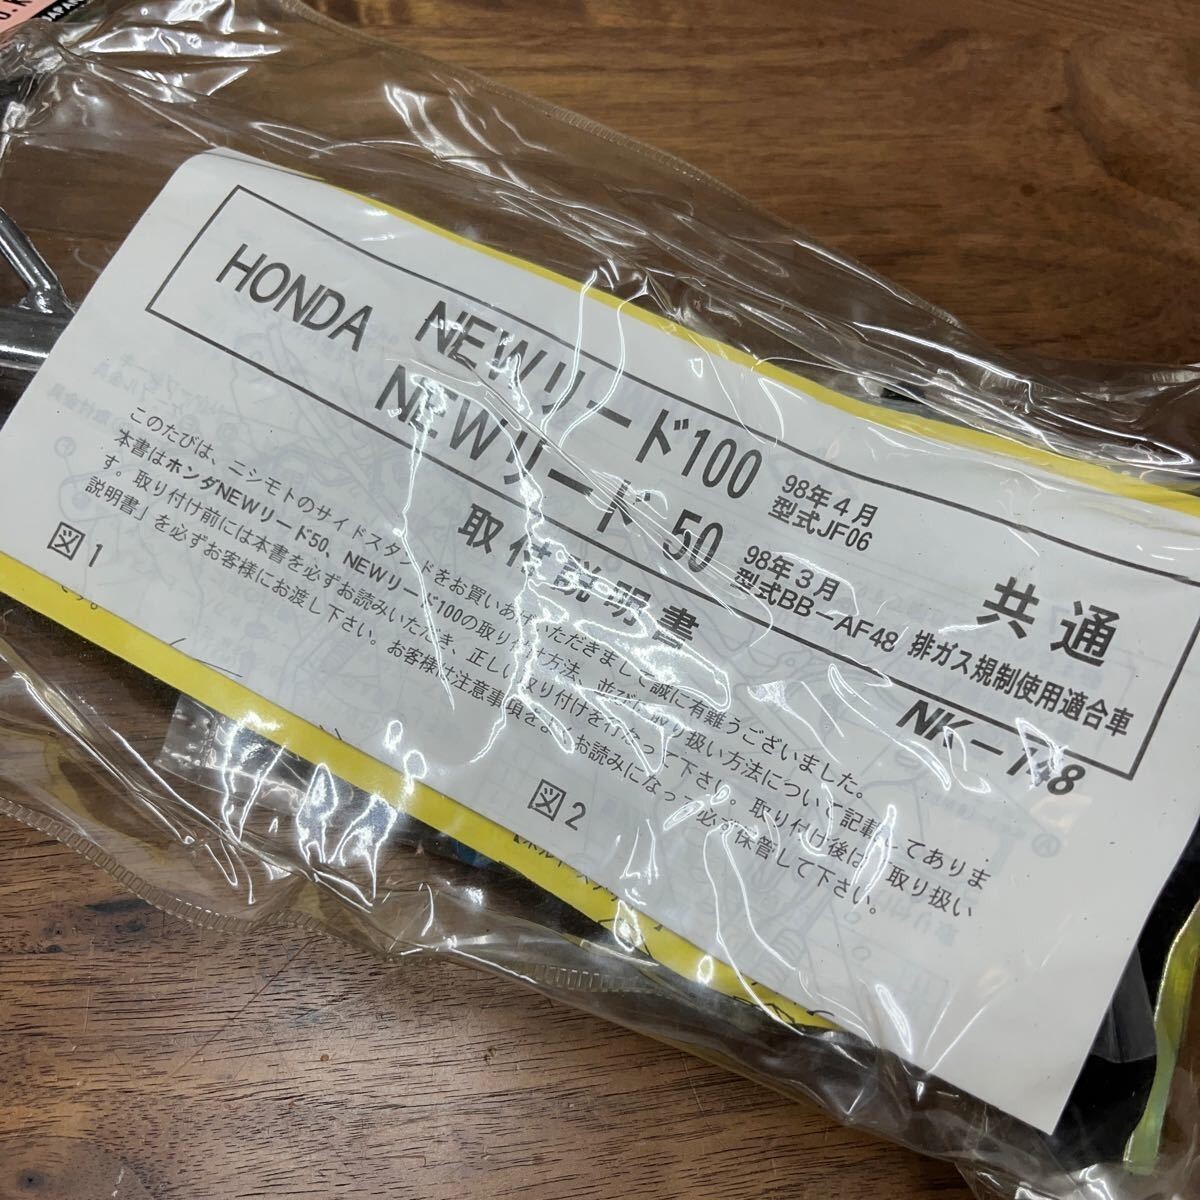 HONDA NEWリード100 98年4月 型式JF06 共通
NEWリード 50 98年3月 型式BB-AF48 排ガス規制使用適合車
取付説明書 NK-148
このたびは、ニシモトのサイドスタンドをお買いあげいただきまして誠に有難うございました。
本書はホンダNEWリード50、NEWリード100の取り付け方法、並びに取り扱い方法について記載してありま
す。取り付け前には本書を必ずお読みいただき、正しい取り付けを行なって下さい。取り付け後は「取り扱い
説明書」を必ずお客様にお渡し下さい。お客様は注意事項をよくお読みになって必ず保管して下さい。
図1 図2